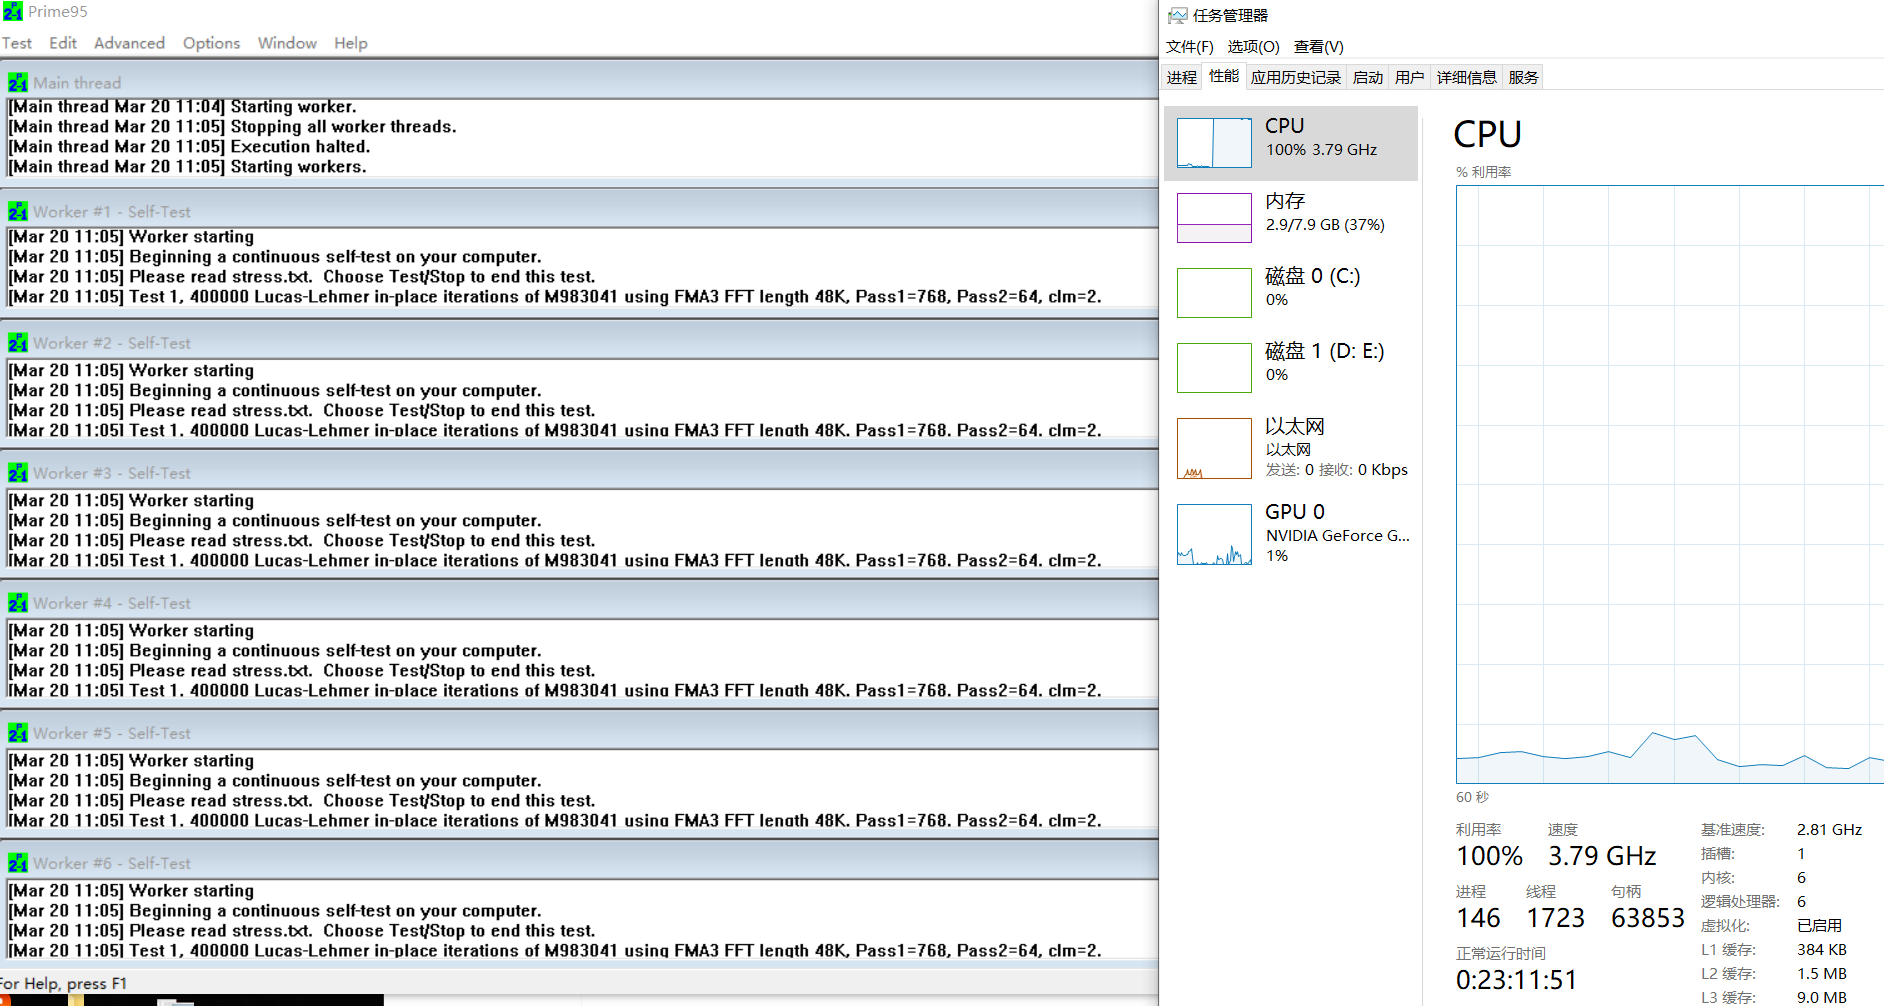 Prime95
Test Edit Advanced Options Window Help
Main thread
[Main thread Mar 20 11:04] Starting worker.
[Main thread Mar 20 11:05] Stopping all worker threads.
[Main thread Mar 20 11:05] Execution halted.
[Main thread Mar 20 11:05] Starting workers.
Worker #1 - Self-Test
[Mar 20 11:05] Worker starting
[Mar 20 11:05] Beginning a continuous self-test on your computer.
[Mar 20 11:05] Please read stress.txt.  Choose Test/Stop to end this test.
[Mar 20 11:05] Test 1, 400000 Lucas-Lehmer in-place iterations of M983041 using FMA3 FFT length 48K, Pass1=768, Pass2=64, clm=2.
Worker #2 - Self-Test
[Mar 20 11:05] Worker starting
[Mar 20 11:05] Beginning a continuous self-test on your computer.
[Mar 20 11:05] Please read stress.txt.  Choose Test/Stop to end this test.
[Mar 20 11:05] Test 1, 400000 Lucas-Lehmer in-place iterations of M983041 using FMA3 FFT length 48K, Pass1=768, Pass2=64, clm=2.
Worker #3 - Self-Test
[Mar 20 11:05] Worker starting
[Mar 20 11:05] Beginning a continuous self-test on your computer.
[Mar 20 11:05] Please read stress.txt.  Choose Test/Stop to end this test.
[Mar 20 11:05] Test 1, 400000 Lucas-Lehmer in-place iterations of M983041 using FMA3 FFT length 48K, Pass1=768, Pass2=64, clm=2.
Worker #4 - Self-Test
[Mar 20 11:05] Worker starting
[Mar 20 11:05] Beginning a continuous self-test on your computer.
[Mar 20 11:05] Please read stress.txt.  Choose Test/Stop to end this test.
[Mar 20 11:05] Test 1, 400000 Lucas-Lehmer in-place iterations of M983041 using FMA3 FFT length 48K, Pass1=768, Pass2=64, clm=2.
Worker #5 - Self-Test
[Mar 20 11:05] Worker starting
[Mar 20 11:05] Beginning a continuous self-test on your computer.
[Mar 20 11:05] Please read stress.txt.  Choose Test/Stop to end this test.
[Mar 20 11:05] Test 1, 400000 Lucas-Lehmer in-place iterations of M983041 using FMA3 FFT length 48K, Pass1=768, Pass2=64, clm=2.
Worker #6 - Self-Test
[Mar 20 11:05] Worker starting
[Mar 20 11:05] Beginning a continuous self-test on your computer.
[Mar 20 11:05] Please read stress.txt.  Choose Test/Stop to end this test.
[Mar 20 11:05] Test 1, 400000 Lucas-Lehmer in-place iterations of M983041 using FMA3 FFT length 48K, Pass1=768, Pass2=64, clm=2.
For Help, press F1
任务管理器
文件(F) 选项(O) 查看(V)
进程 性能 应用历史记录 启动 用户 详细信息 服务
CPU
100% 3.79 GHz
内存
2.9/7.9 GB (37%)
磁盘 0 (C:)
0%
磁盘 1 (D: E:)
0%
以太网
以太网
发送: 0 接收: 0 Kbps
GPU 0
NVIDIA GeForce G...
1%
CPU
% 利用率
60 秒
利用率 速度
100% 3.79 GHz
进程 线程 句柄
146 1723 63853
正常运行时间
0:23:11:51
基准速度: 2.81 GHz
插槽: 1
内核: 6
逻辑处理器: 6
虚拟化: 已启用
L1 缓存: 384 KB
L2 缓存: 1.5 MB
L3 缓存: 9.0 MB